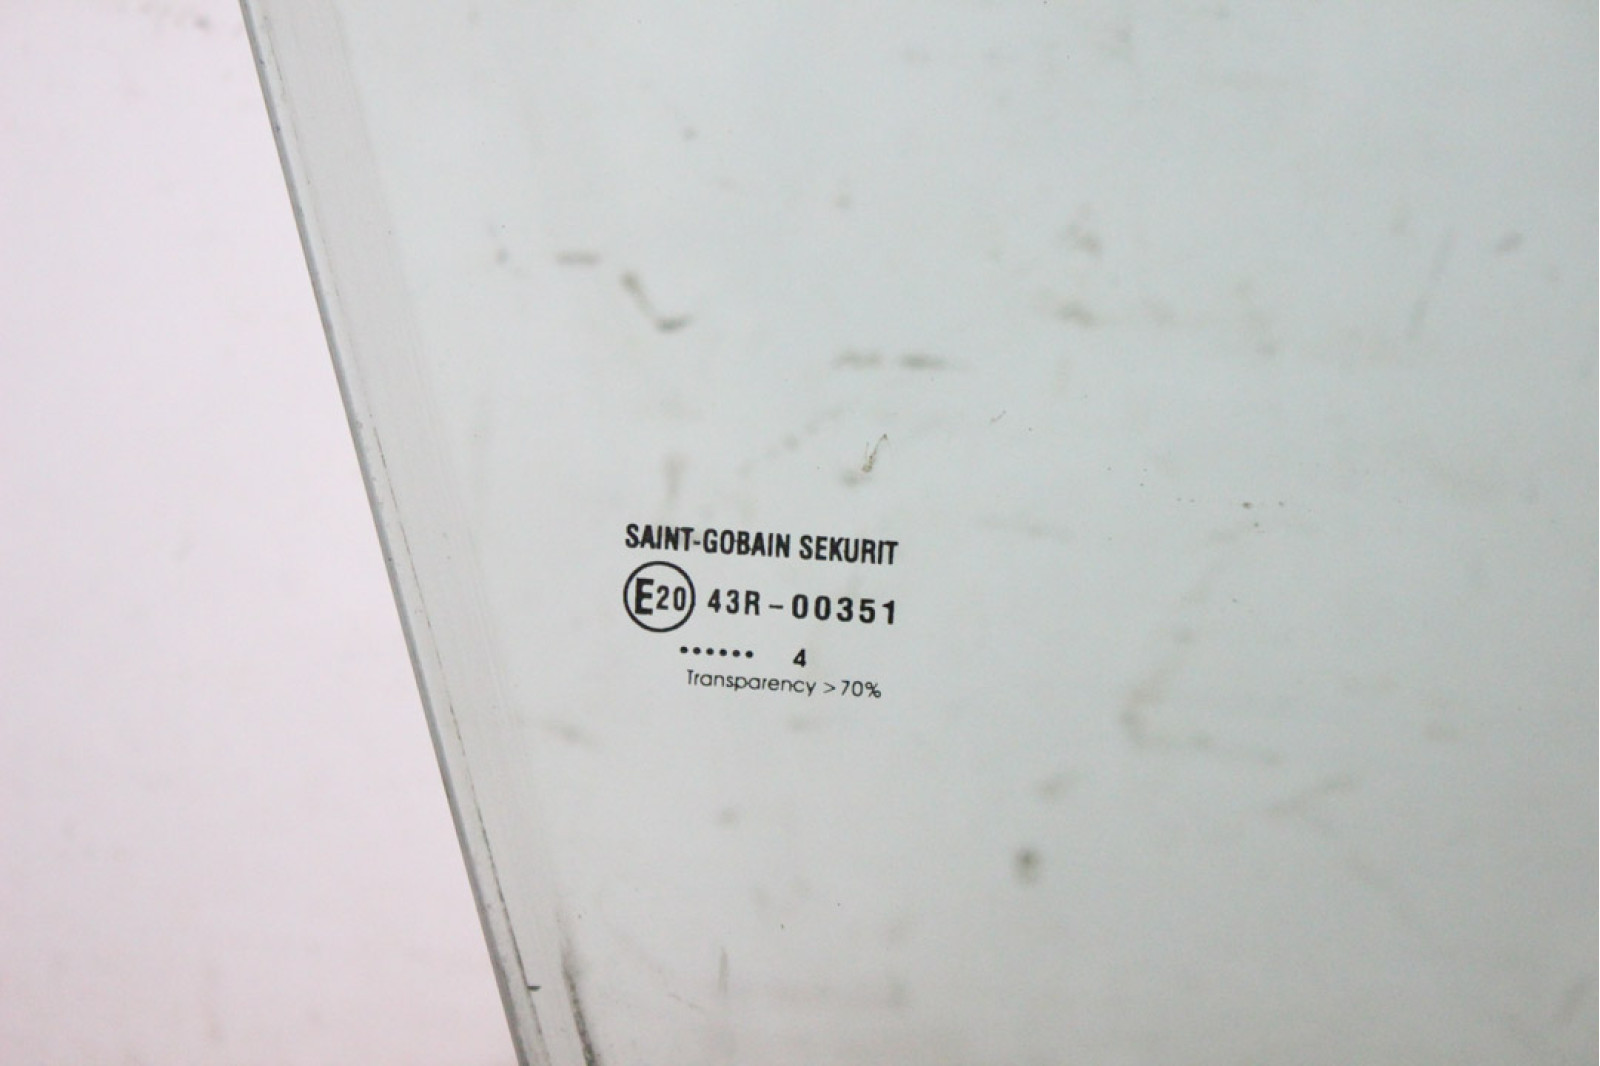 SAINT-GOBAIN SEKURIT
E20 43R-00351
•••••• 4
Transparency >70%